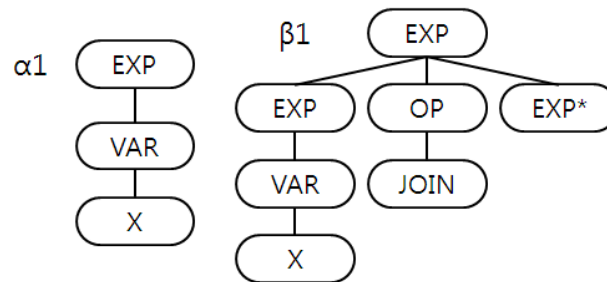 α1
EXP
VAR
X
β1
EXP
EXP OP EXP*
VAR JOIN
X